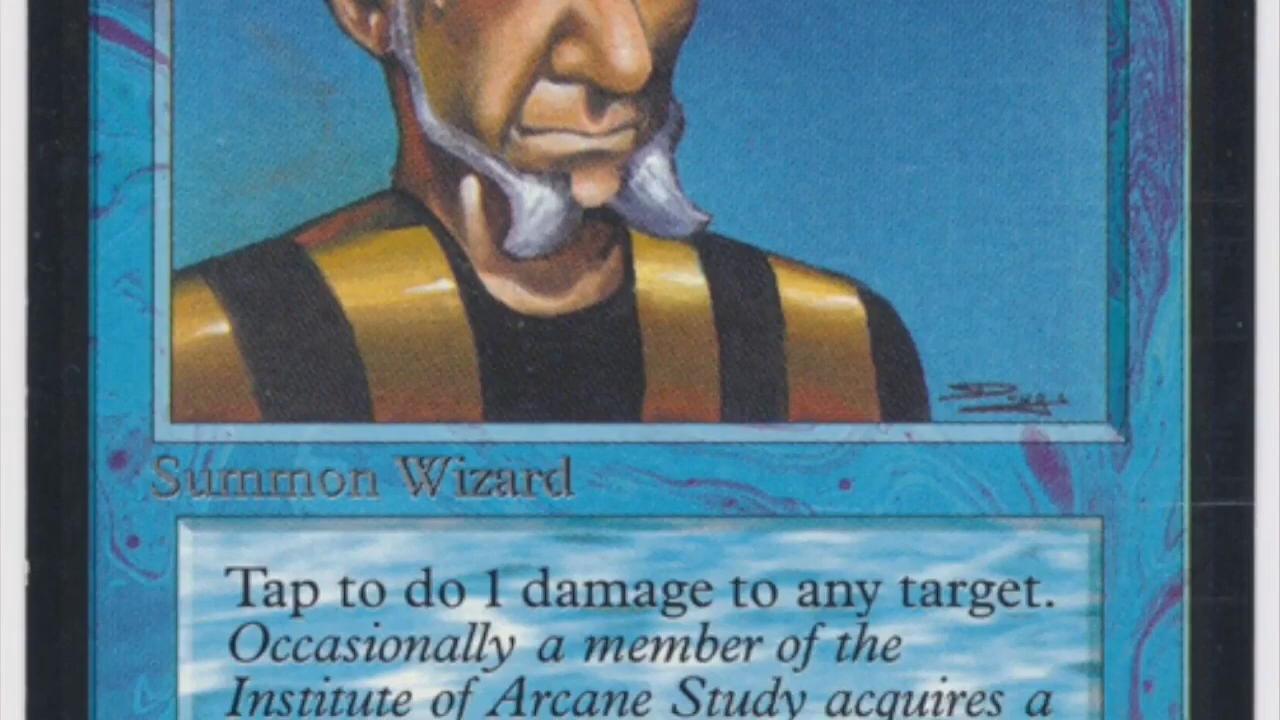 Summon Wizard
Tap to do 1 damage to any target.
Occasionally a member of the
Institute of Arcane Study acquires a